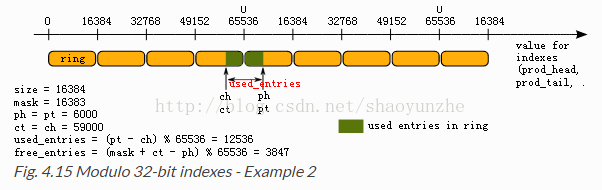 U U
0 16384 32768 49152 65536 16384 32768 49152 65536 16384
ring
value for
indexes
(prod_head,
prod_tail, .
used_entries
ch ph
ct pt
size = 16384
mask = 16383
ph = pt = 6000
ct = ch = 59000
used_entries = (pt - ch) % 65536 = 12536
free_entries = (mask + ct - ph) % 65536 = 3847
used entries in ring
http://blog.csdn.net/shaoyunzhe
Fig. 4.15 Modulo 32-bit indexes - Example 2